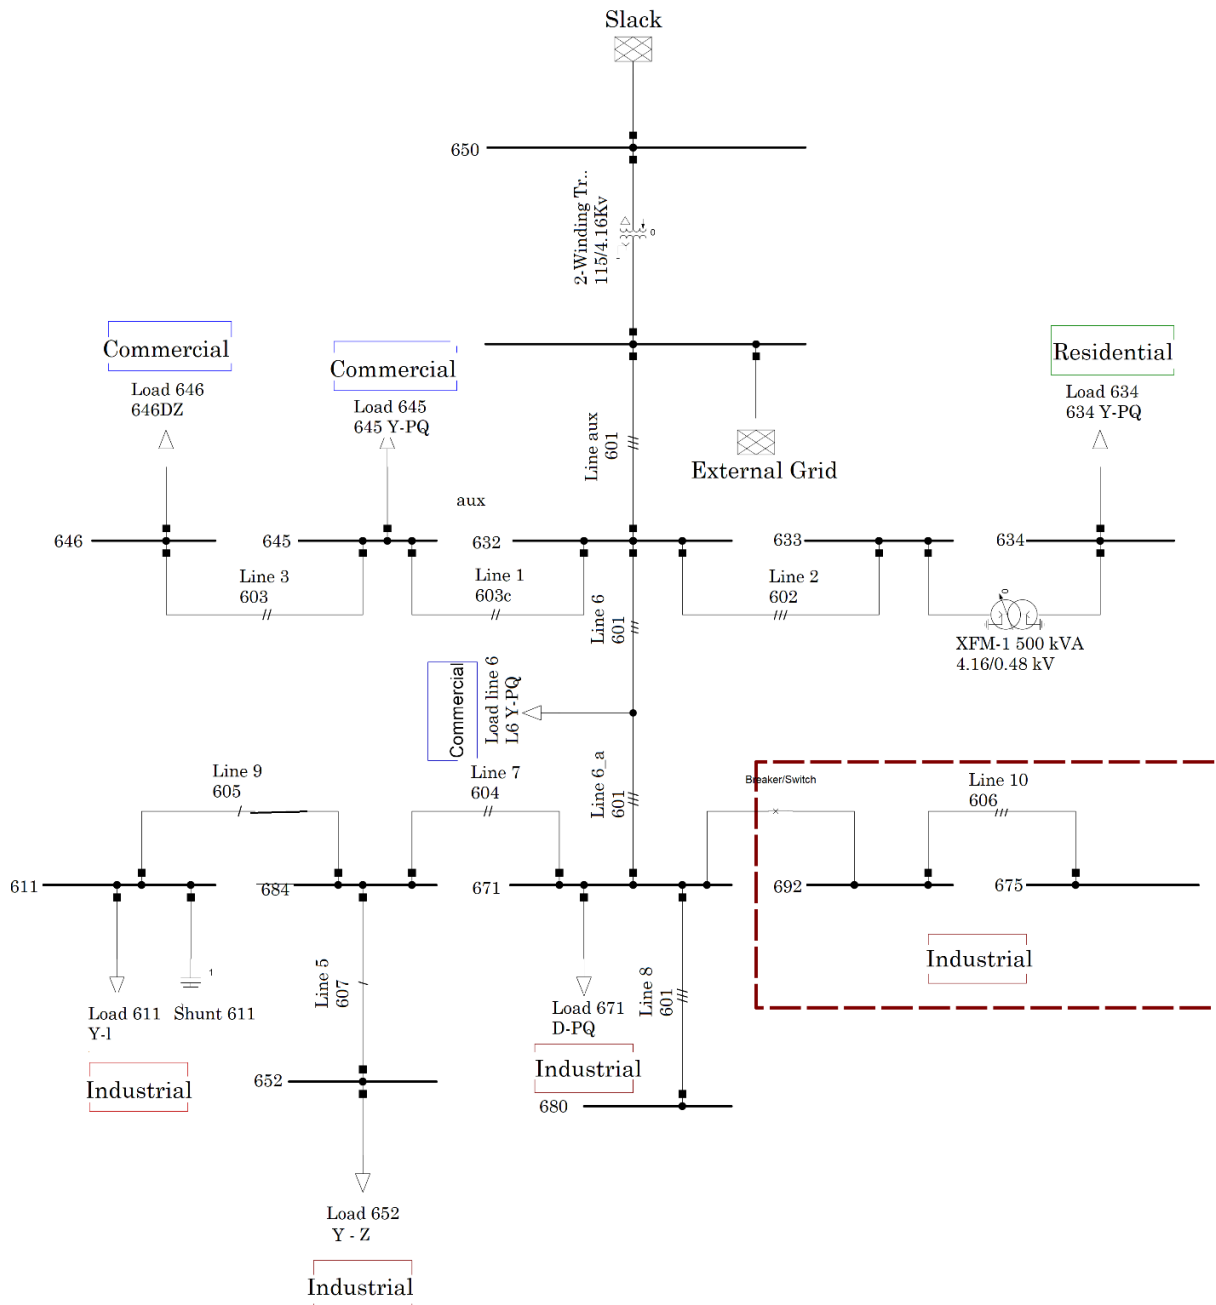 Slack
650
2-Winding Tr..
115/4.16Kv
0
Commercial
Load 646
646DZ
Commercial
Load 645
645 Y-PQ
Line aux
601
External Grid
Residential
Load 634
634 Y-PQ
aux
646
645
632
633
634
Line 3
603
Line 1
603c
Line 6
601
Line 2
602
0
XFM-1 500 kVA
4.16/0.48 kV
Commercial
Load line 6
L6 Y-PQ
Line 9
605
Line 7
604
Line 6_a
601
Breaker/Switch
Line 10
606
611
684
671
692
675
Line 5
607
Line 8
601
Industrial
1
Load 611
Y-I
Shunt 611
Load 671
D-PQ
Industrial
Industrial
652
680
Load 652
Y - Z
Industrial